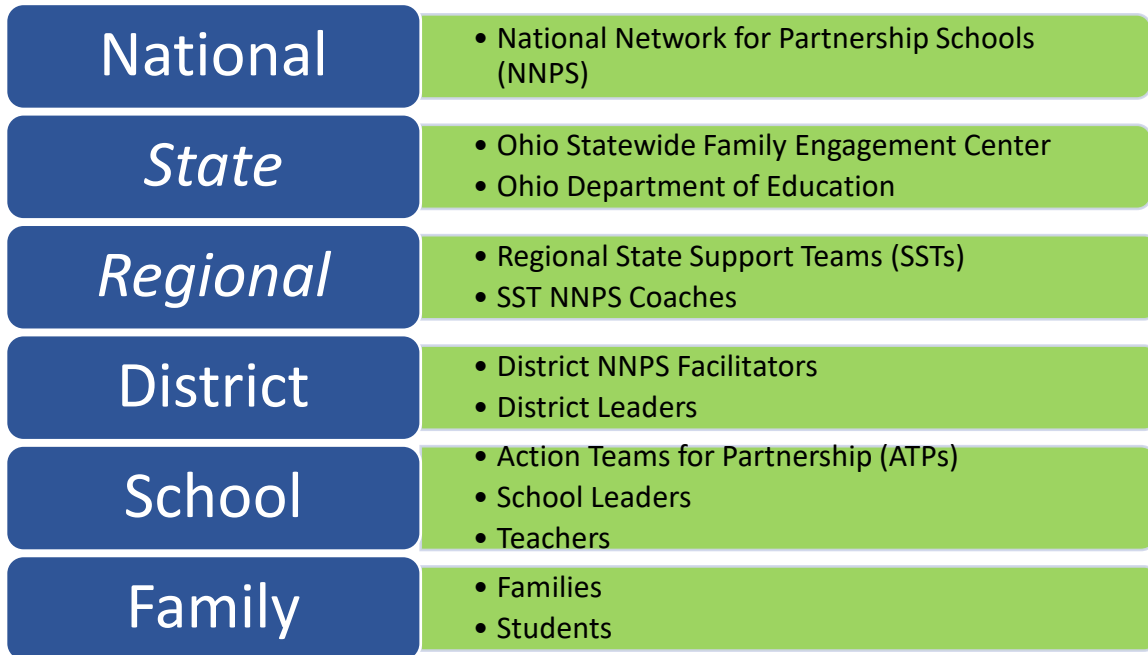 National
• National Network for Partnership Schools
(NNPS)
State
• Ohio Statewide Family Engagement Center
• Ohio Department of Education
Regional
• Regional State Support Teams (SSTs)
• SST NNPS Coaches
District
• District NNPS Facilitators
• District Leaders
School
• Action Teams for Partnership (ATPs)
• School Leaders
• Teachers
Family
• Families
• Students